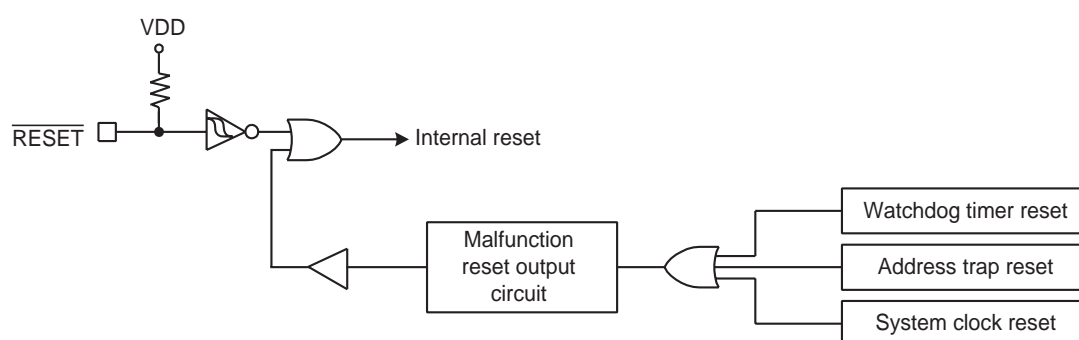 VDD
RESET
Internal reset
Watchdog timer reset
Malfunction
reset output
circuit
Address trap reset
System clock reset